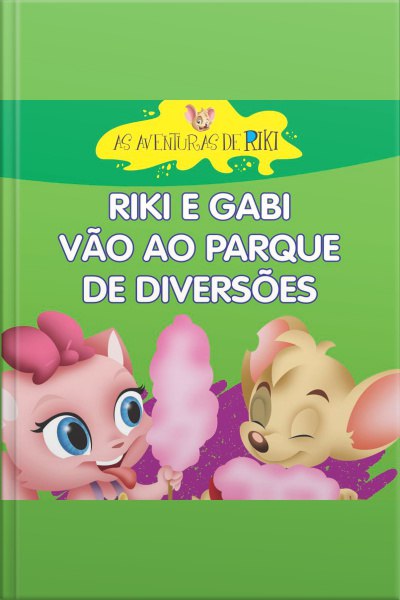 AS AVENTURAS DE RIKI
RIKI E GABI
VÃO AO PARQUE
DE DIVERSÕES